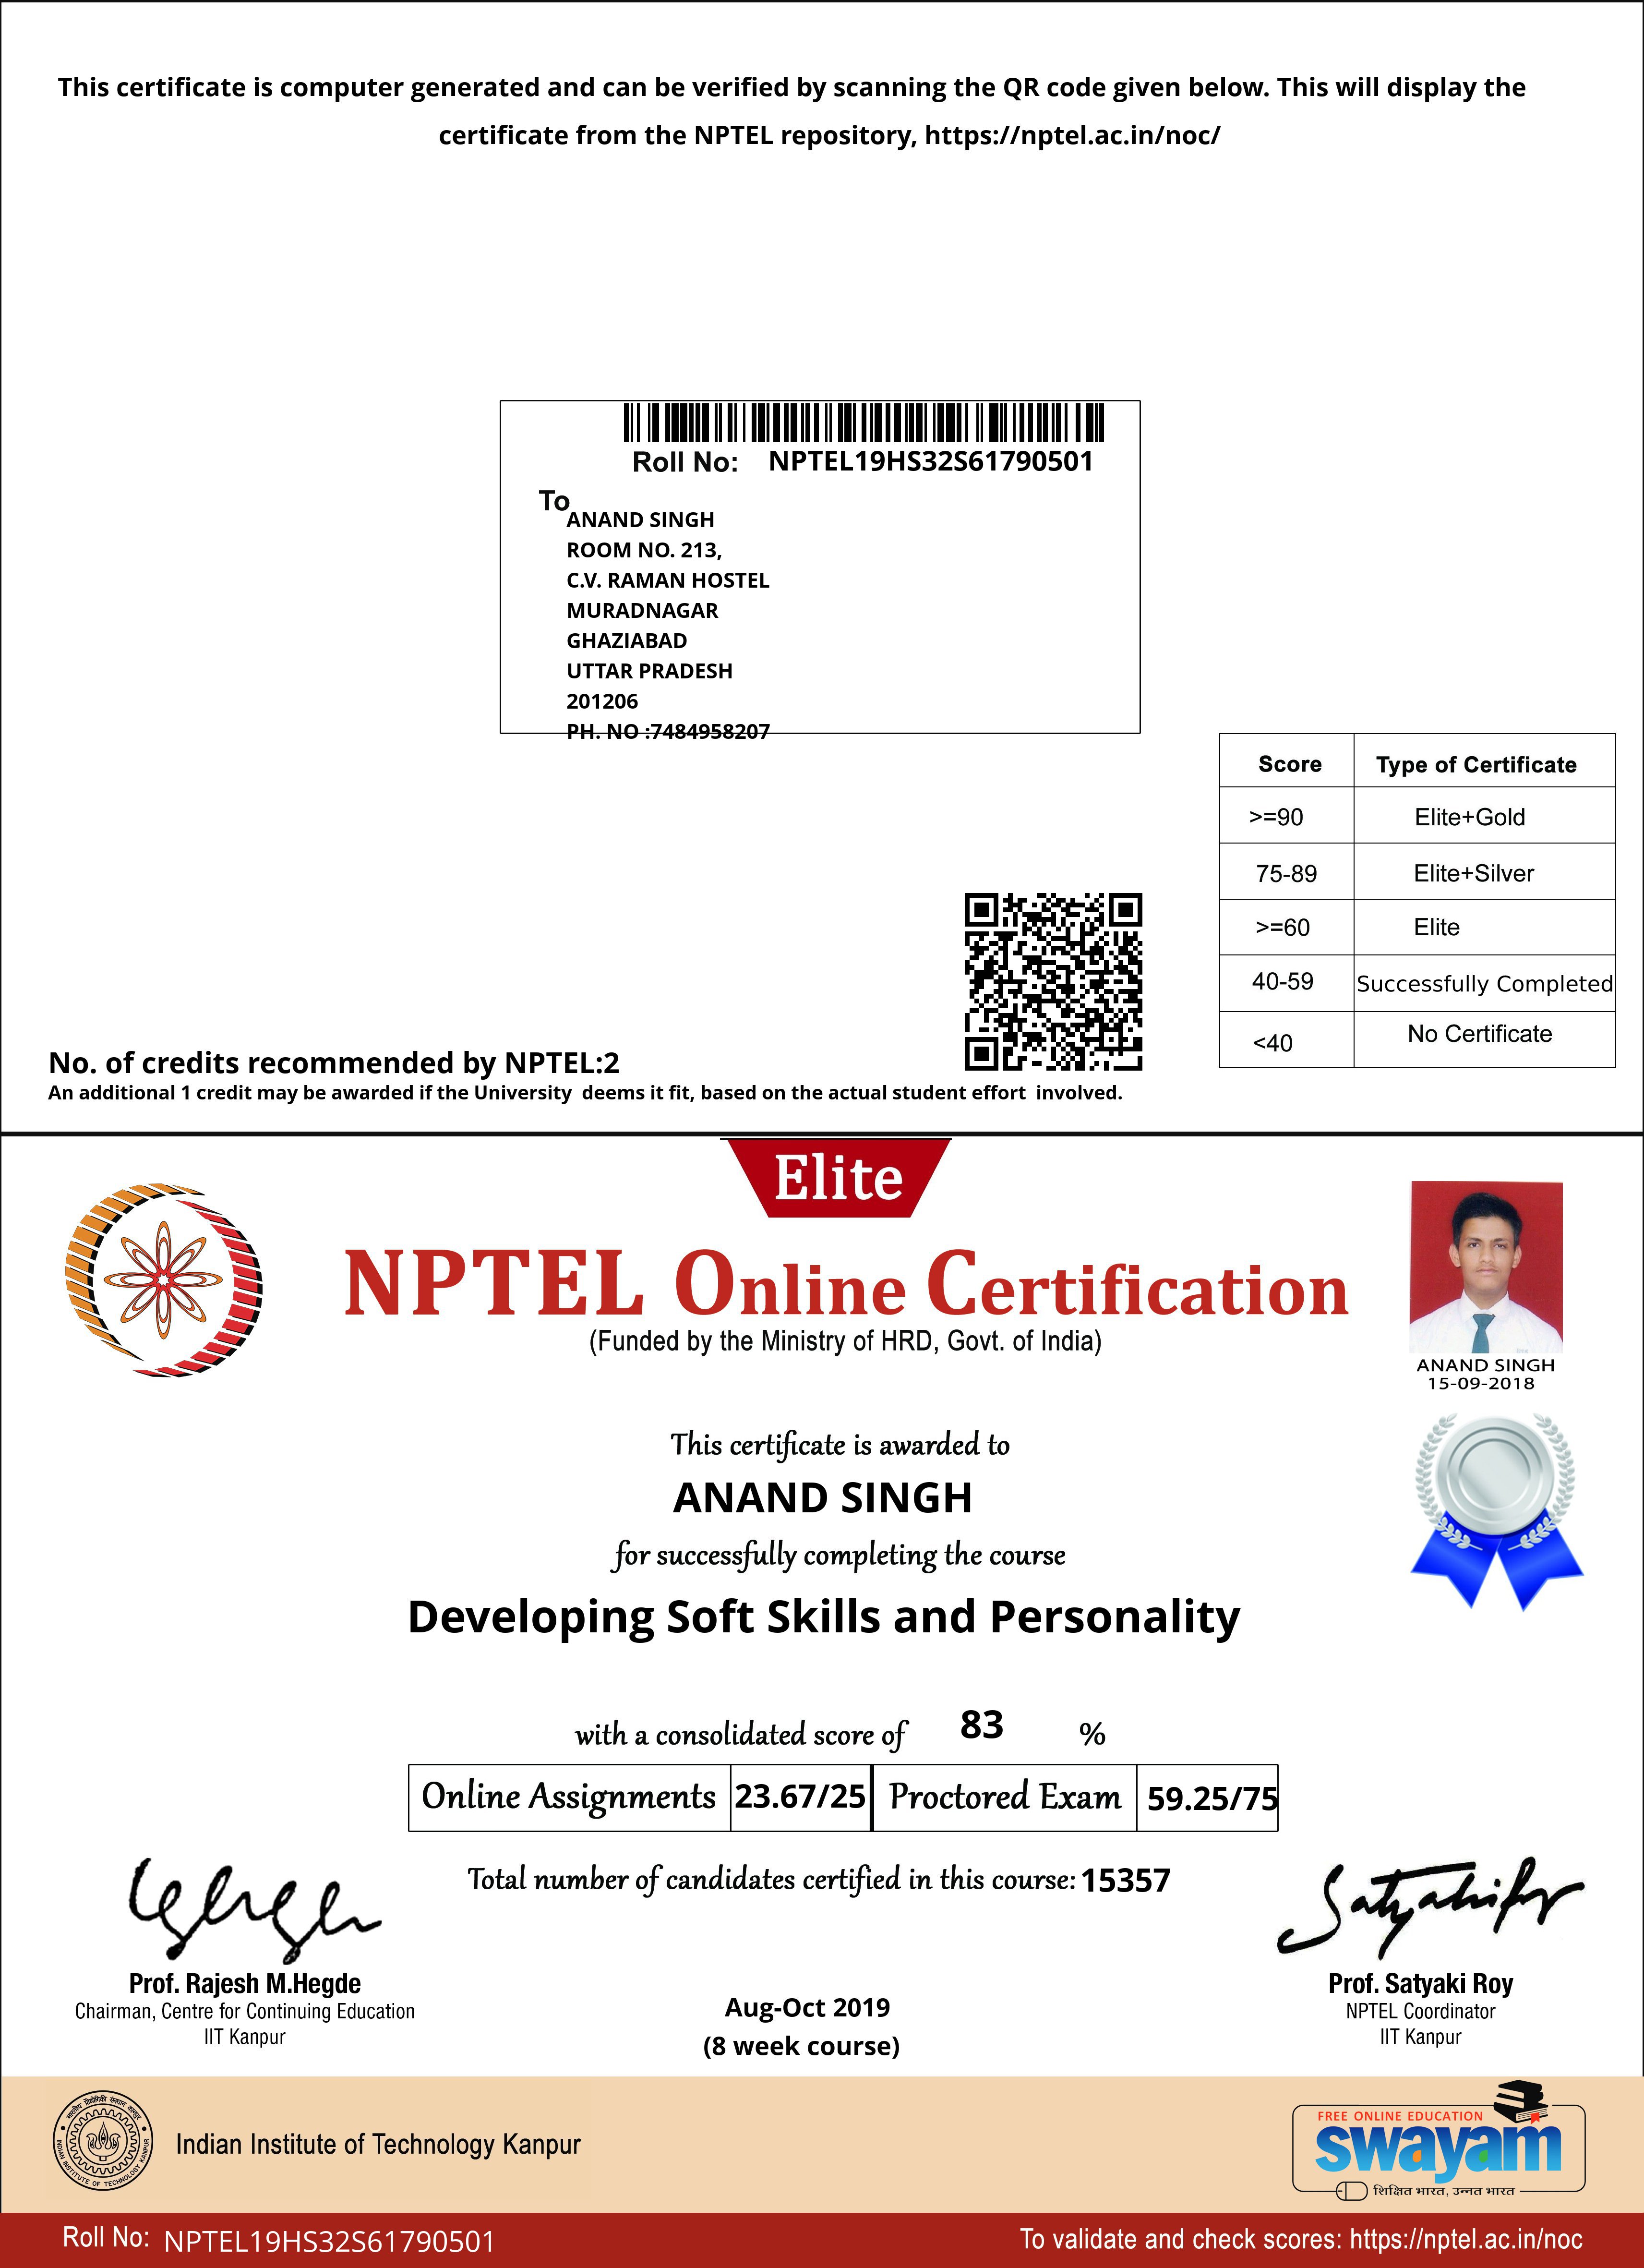 This certificate is computer generated and can be verified by scanning the QR code given below. This will display the
certificate from the NPTEL repository, https://nptel.ac.in/noc/
Roll No: NPTEL19HS32S61790501
To
ANAND SINGH
ROOM NO. 213,
C.V. RAMAN HOSTEL
MURADNAGAR
GHAZIABAD
UTTAR PRADESH
201206
PH. NO :7484958207
Score Type of Certificate
>=90 Elite+Gold
75-89 Elite+Silver
>=60 Elite
40-59 Successfully Completed
<40 No Certificate
No. of credits recommended by NPTEL:2
An additional 1 credit may be awarded if the University deems it fit, based on the actual student effort involved.
Elite
NPTEL Online Certification
(Funded by the Ministry of HRD, Govt. of India)
ANAND SINGH
15-09-2018
This certificate is awarded to
ANAND SINGH
for successfully completing the course
Developing Soft Skills and Personality
with a consolidated score of 83 %
Online Assignments 23.67/25 Proctored Exam 59.25/75
Total number of candidates certified in this course: 15357
Prof. Rajesh M.Hegde
Chairman, Centre for Continuing Education
IIT Kanpur
Aug-Oct 2019
(8 week course)
Prof. Satyaki Roy
NPTEL Coordinator
IIT Kanpur
भारतीय प्रौद्योगिकी संस्थान कानपुर
INDIAN INSTITUTE OF TECHNOLOGY KANPUR
Indian Institute of Technology Kanpur
FREE ONLINE EDUCATION
swayam
शिक्षित भारत, उन्नत भारत
Roll No: NPTEL19HS32S61790501
To validate and check scores: https://nptel.ac.in/noc